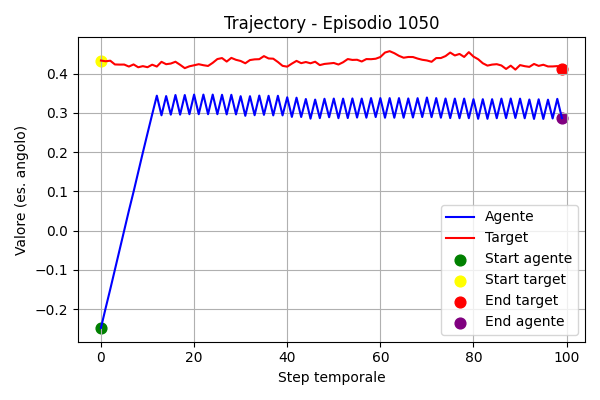 Trajectory - Episodio 1050
Valore (es. angolo)
0.4
0.3
0.2
0.1
0.0
−0.1
−0.2
0
20
40
60
80
100
Step temporale
Agente
Target
Start agente
Start target
End target
End agente